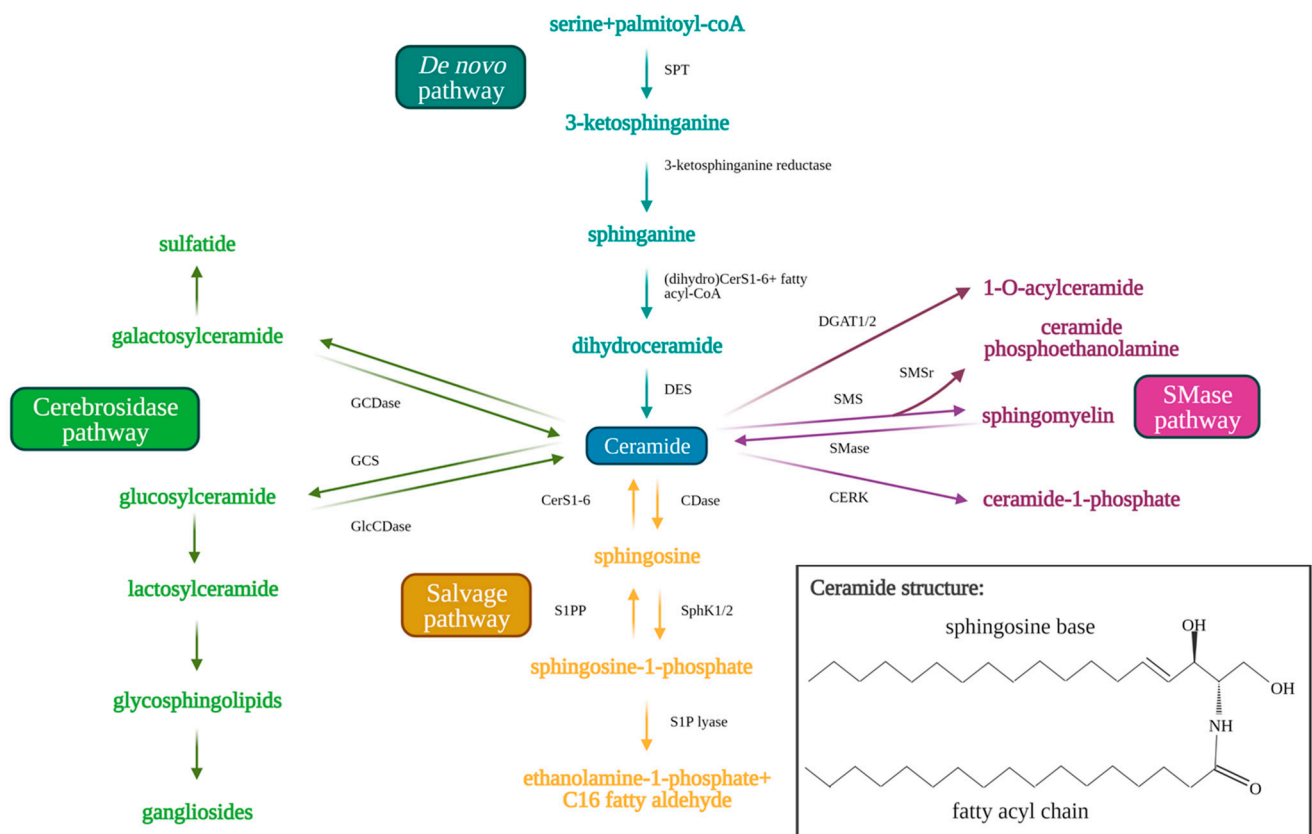 serine+palmitoyl-coA
De novo
pathway
SPT
3-ketosphinganine
3-ketosphinganine reductase
sphinganine
(dihydro)CerS1-6+ fatty
acyl-CoA
dihydroceramide
DES
Ceramide
sulfatide
galactosylceramide
GCDase
Cerebrosidase
pathway
GCS
glucosylceramide
GlcCDase
lactosylceramide
glycosphingolipids
gangliosides
DGAT1/2
1-O-acylceramide
ceramide
phosphoethanolamine
SMSr
SMS
sphingomyelin
SMase
pathway
SMase
CERK
ceramide-1-phosphate
CerS1-6
CDase
sphingosine
Salvage
pathway
S1PP
SphK1/2
sphingosine-1-phosphate
S1P lyase
ethanolamine-1-phosphate+
C16 fatty aldehyde
Ceramide structure:
sphingosine base
OH
OH
NH
O
fatty acyl chain